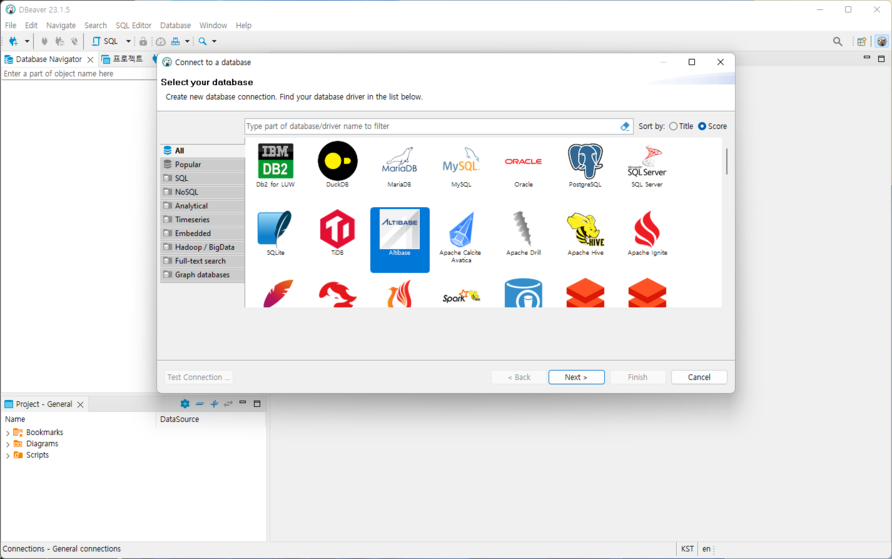 DBeaver 23.1.5
File Edit Navigate Search SQL Editor Database Window Help
SQL
Database Navigator
프로젝트
Enter a part of object name here
Connect to a database
Select your database
Create new database connection. Find your database driver in the list below.
Type part of database/driver name to filter
Sort by: Title Score
All
Popular
SQL
NoSQL
Analytical
Timeseries
Embedded
Hadoop / BigData
Full-text search
Graph databases
IBM DB2
MariaDB
MySQL
ORACLE
Microsoft SQL Server
Db2 for LUW
DuckDB
MariaDB
MySQL
Oracle
PostgreSQL
SQL Server
ALTIBASE
HIVE
SQLite
TiDB
Altibase
Apache Calcite Avatica
Apache Drill
Apache Hive
Apache Ignite
Spark
Test Connection ...
< Back
Next >
Finish
Cancel
Project - General
Name
DataSource
Bookmarks
Diagrams
Scripts
Connections - General connections
KST
en